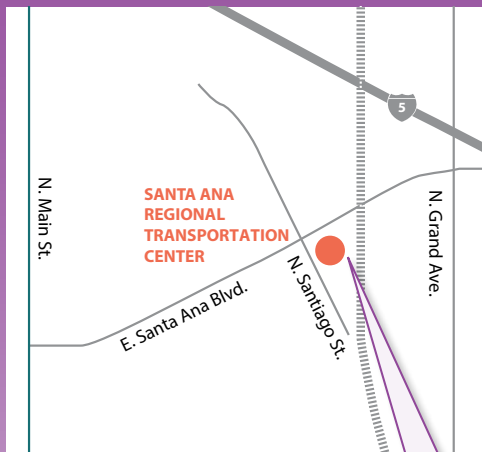 5
SANTA ANA
REGIONAL
TRANSPORTATION
CENTER
N. Main St.
N. Grand Ave.
N. Santiago St.
E. Santa Ana Blvd.